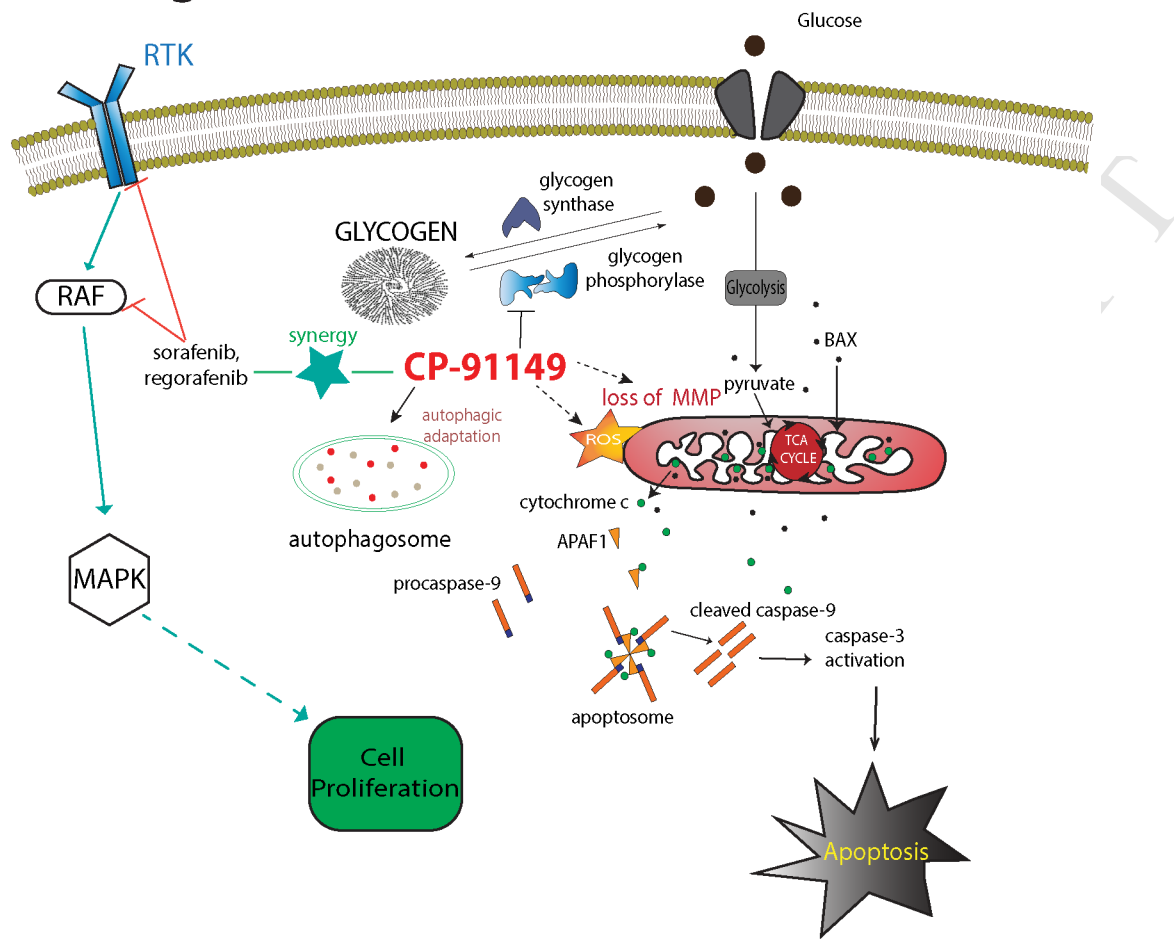 Glucose
RTK
glycogen
synthase
GLYCOGEN
glycogen
phosphorylase
RAF
Glycolysis
synergy
BAX
sorafenib,
regorafenib
CP-91149
pyruvate
loss of MMP
autophagic
adaptation
ROS
TCA
CYCLE
cytochrome c
autophagosome
APAF1
MAPK
procaspase-9
cleaved caspase-9
caspase-3
activation
apoptosome
Cell
Proliferation
Apoptosis